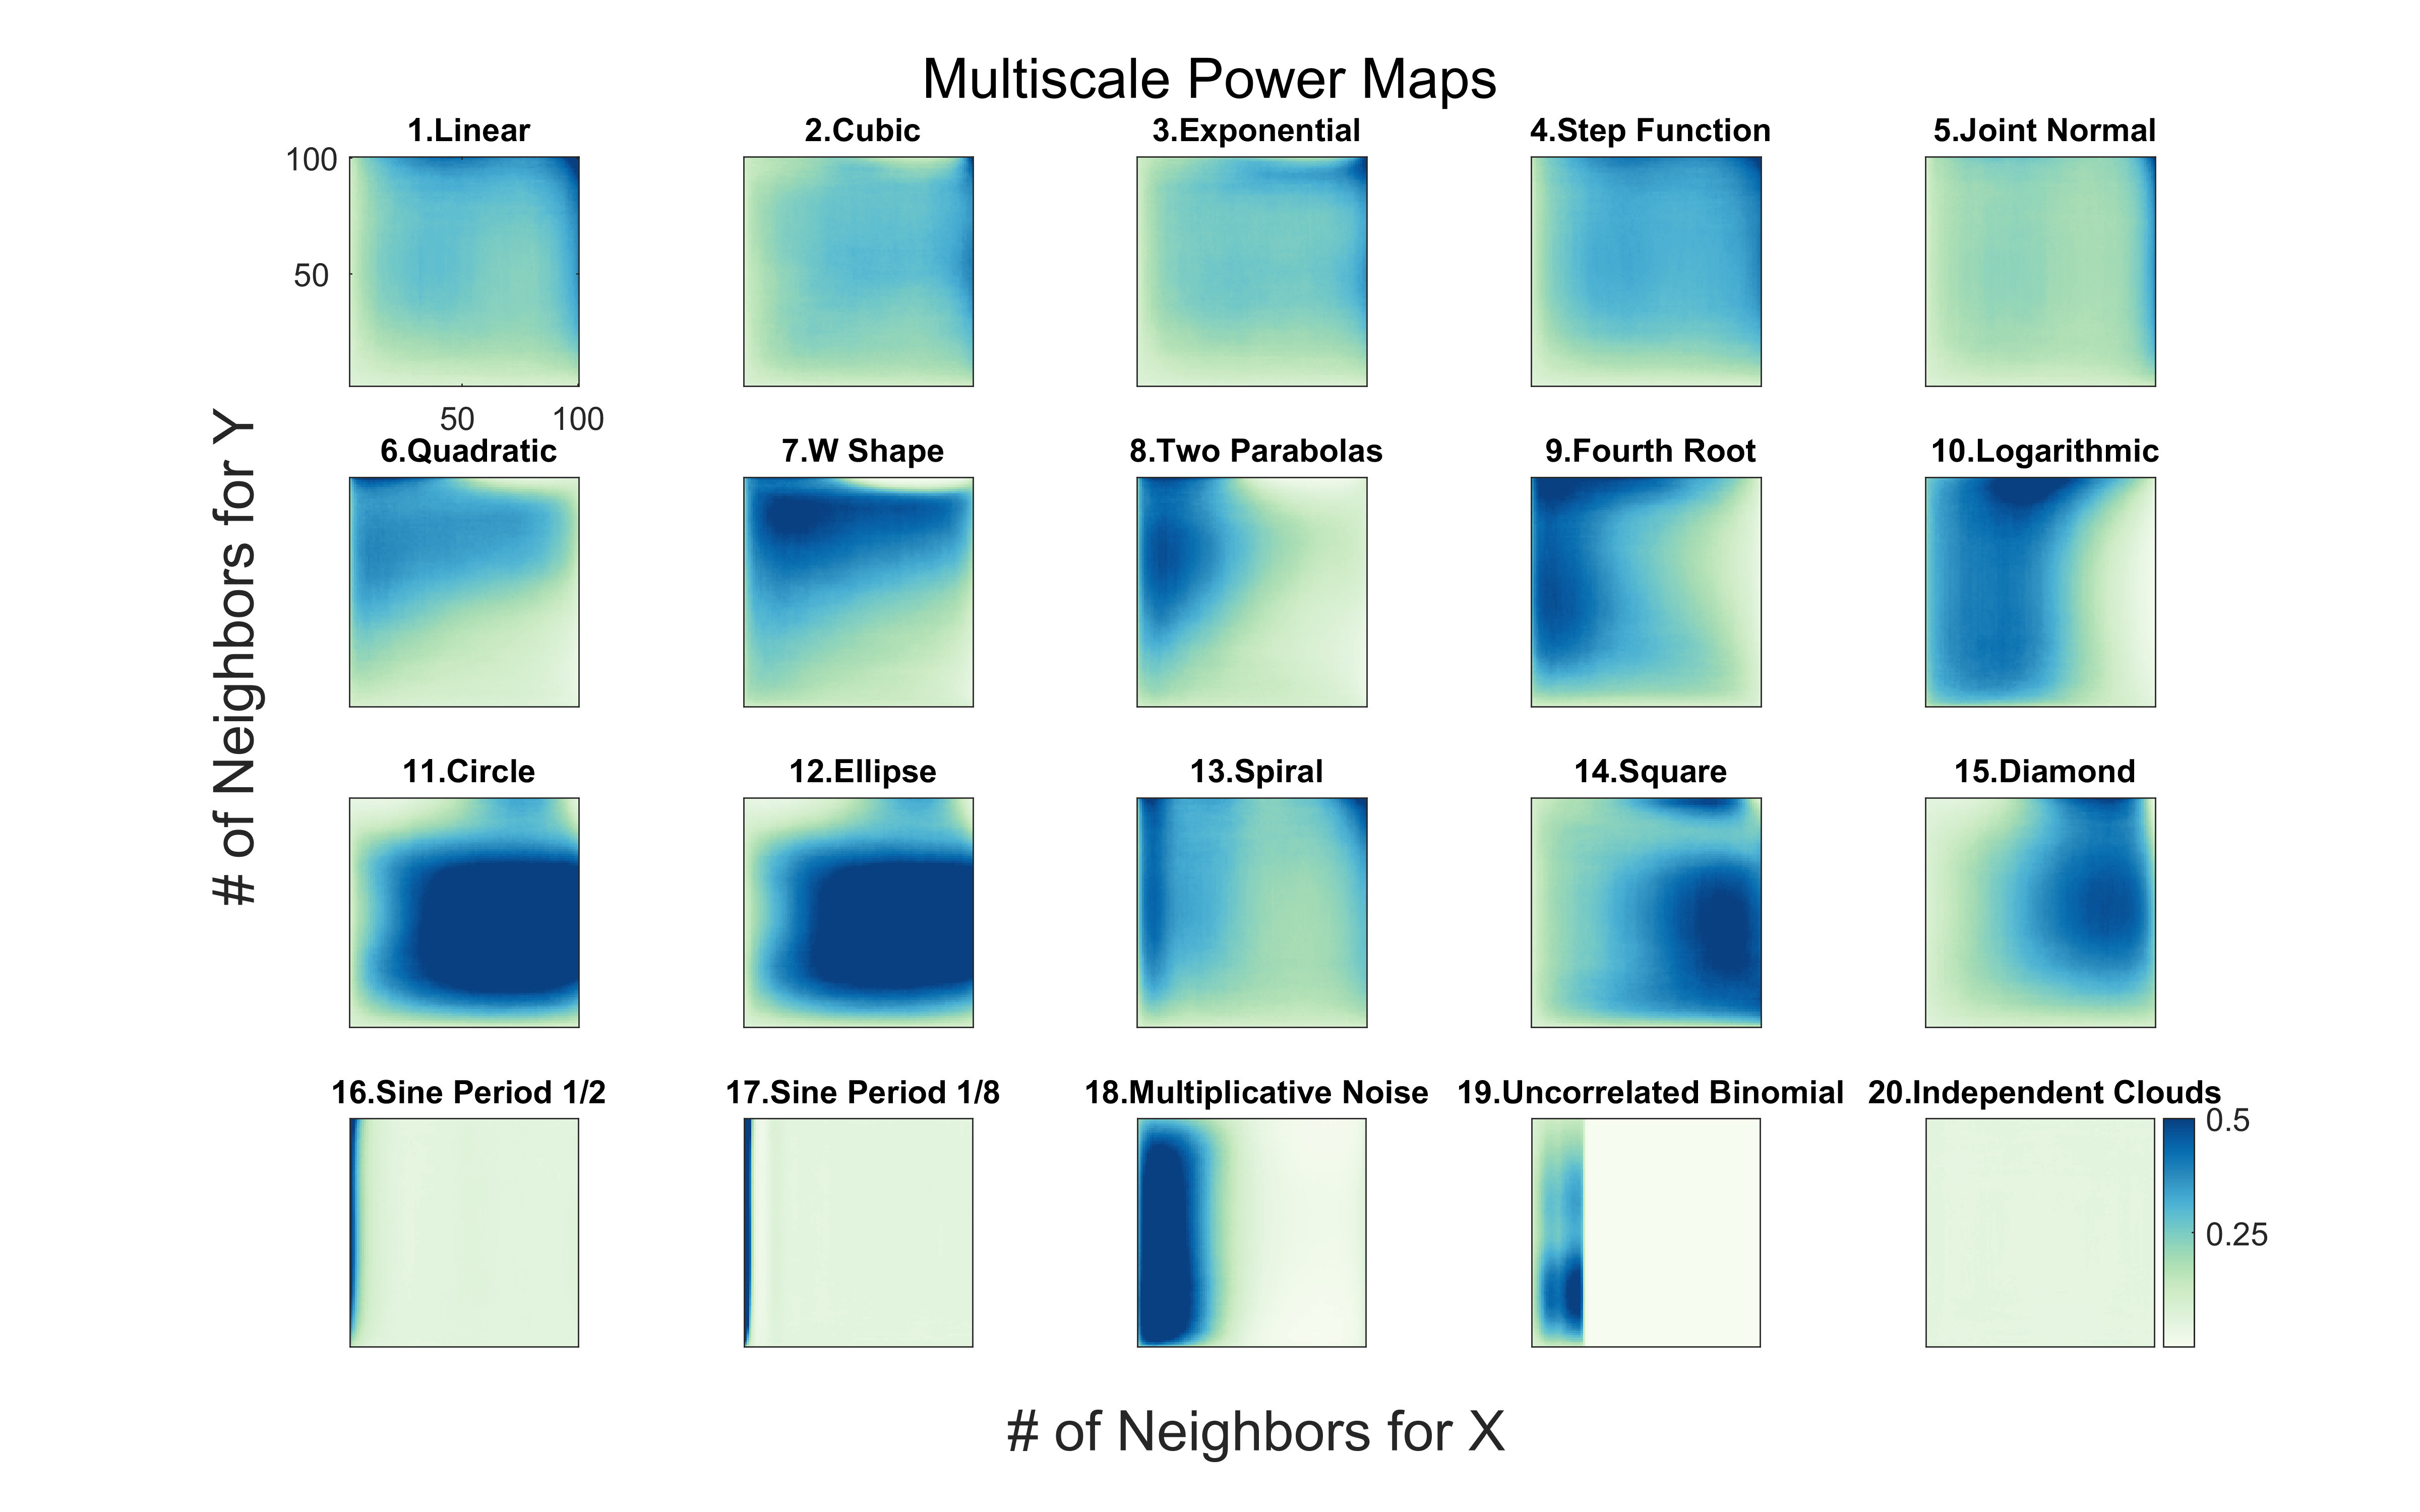 Multiscale Power Maps
1.Linear
2.Cubic
3.Exponential
4.Step Function
5.Joint Normal
100
50
50
100
# of Neighbors for Y
6.Quadratic
7.W Shape
8.Two Parabolas
9.Fourth Root
10.Logarithmic
11.Circle
12.Ellipse
13.Spiral
14.Square
15.Diamond
16.Sine Period 1/2
17.Sine Period 1/8
18.Multiplicative Noise
19.Uncorrelated Binomial
20.Independent Clouds
0.5
0.25
# of Neighbors for X